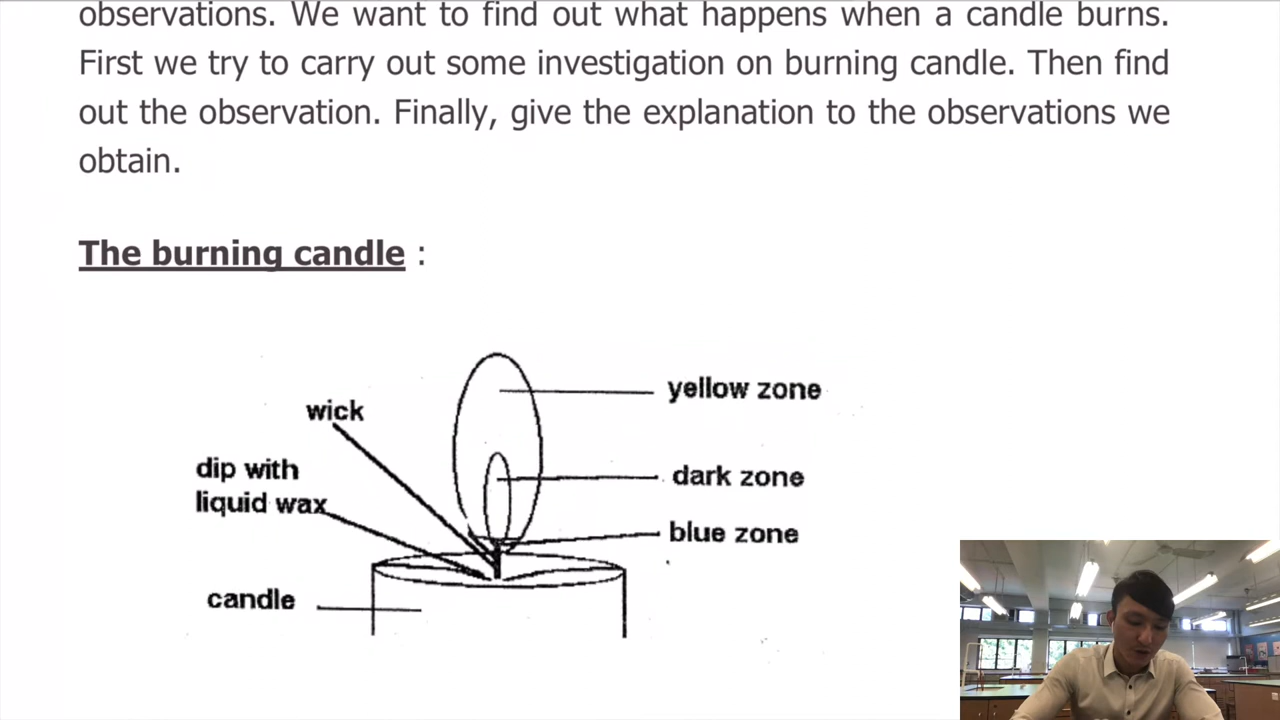 observations. We want to find out what happens when a candle burns.
First we try to carry out some investigation on burning candle. Then find
out the observation. Finally, give the explanation to the observations we
obtain.
The burning candle :
yellow zone
wick
dip with
liquid wax
dark zone
blue zone
candle